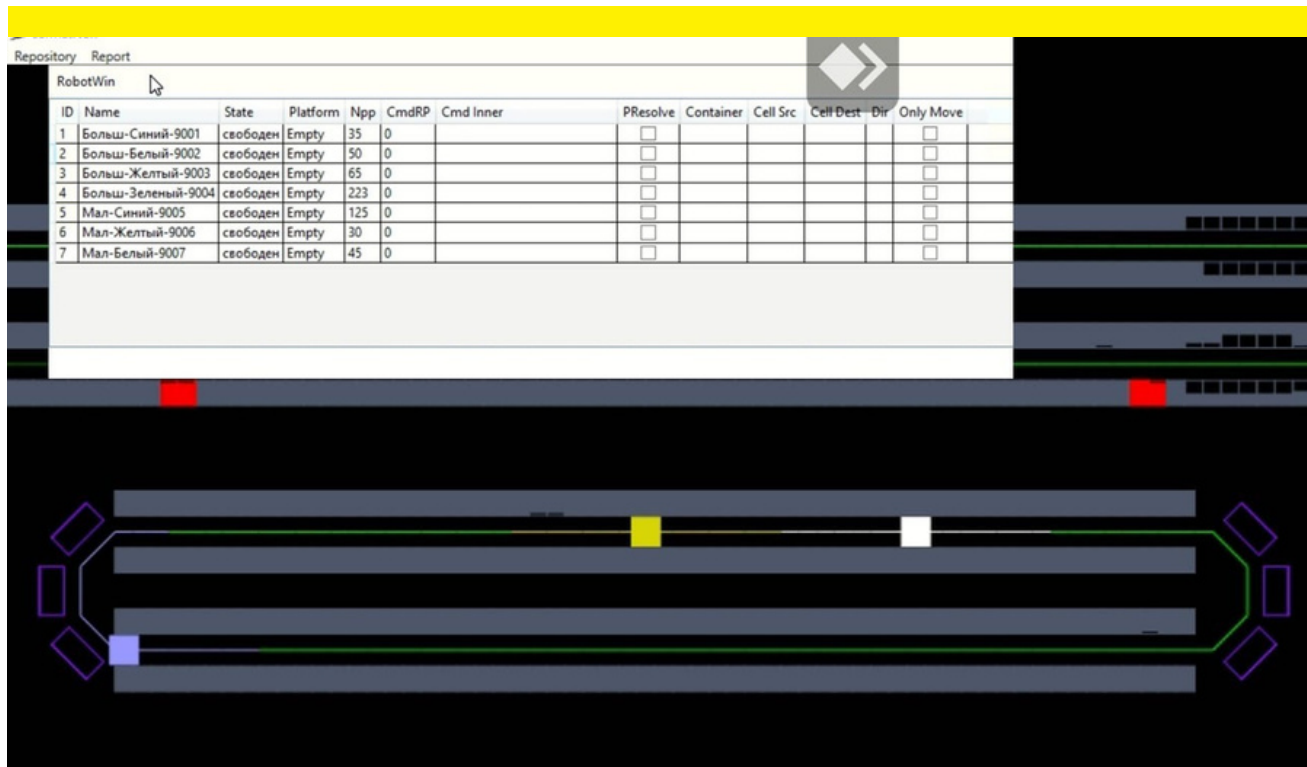 Repository Report
RobotWin
ID Name State Platform Npp CmdRP Cmd Inner PResolve Container Cell Src Cell Dest Dir Only Move
1 Больш-Синий-9001 свободен Empty 35 0
2 Больш-Белый-9002 свободен Empty 50 0
3 Больш-Желтый-9003 свободен Empty 65 0
4 Больш-Зеленый-9004 свободен Empty 223 0
5 Мал-Синий-9005 свободен Empty 125 0
6 Мал-Желтый-9006 свободен Empty 30 0
7 Мал-Белый-9007 свободен Empty 45 0